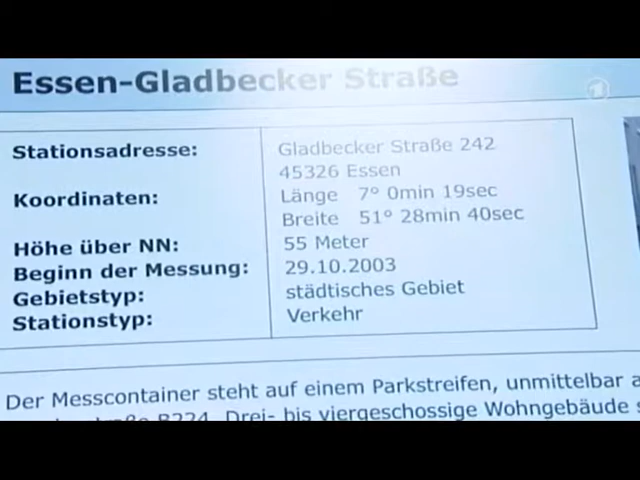 Essen-Gladbecker Straße
Stationsadresse: Gladbecker Straße 242
45326 Essen
Koordinaten: Länge 7° 0min 19sec
Breite 51° 28min 40sec
Höhe über NN: 55 Meter
Beginn der Messung: 29.10.2003
Gebietstyp: städtisches Gebiet
Stationstyp: Verkehr
Der Messcontainer steht auf einem Parkstreifen, unmittelbar
B224. Drei- bis viergeschossige Wohngebäude